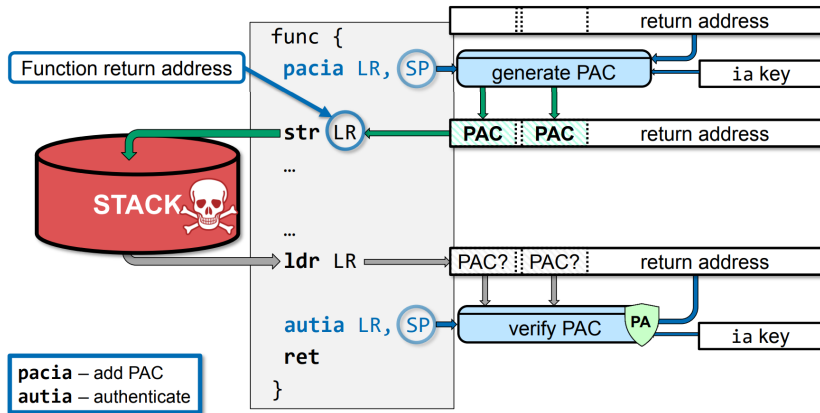 return address
func {
Function return address
pacia LR, SP
generate PAC
ia key
str LR
PAC PAC return address
…
STACK
…
ldr LR
PAC? PAC? return address
autia LR, SP
verify PAC
PA
ia key
ret
}
pacia – add PAC
autia – authenticate